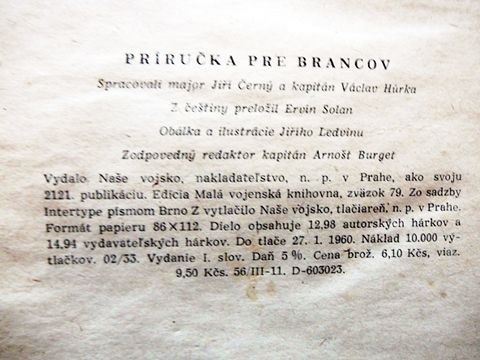 PRÍRUČKA PRE BRANCOV
Spracovali major Jiří Černý a kapitán Václav Hůrka
Z češtiny preložil Ervin Solan
Obálka a ilustrácie Jiřího Ledvinu
Zodpovedný redaktor kapitán Arnošt Burget
Vydalo Naše vojsko, nakladateľstvo, n. p. v Prahe, ako svoju
2121. publikáciu. Edícia Malá vojenská knihovna, zväzok 79. Zo sadzby
Intertype písmom Brno Z vytlačilo Naše vojsko, tlačiareň, n. p. v Prahe.
Formát papieru 86×112. Dielo obsahuje 12,98 autorských hárkov a
14,94 vydavateľských hárkov. Do tlače 27. 1. 1960. Náklad 10.000 vý-
tlačkov. 02/33. Vydanie I. slov. Daň 5 %. Cena brož. 6,10 Kčs, viaz.
9,50 Kčs. 56/III-11. D-603023.